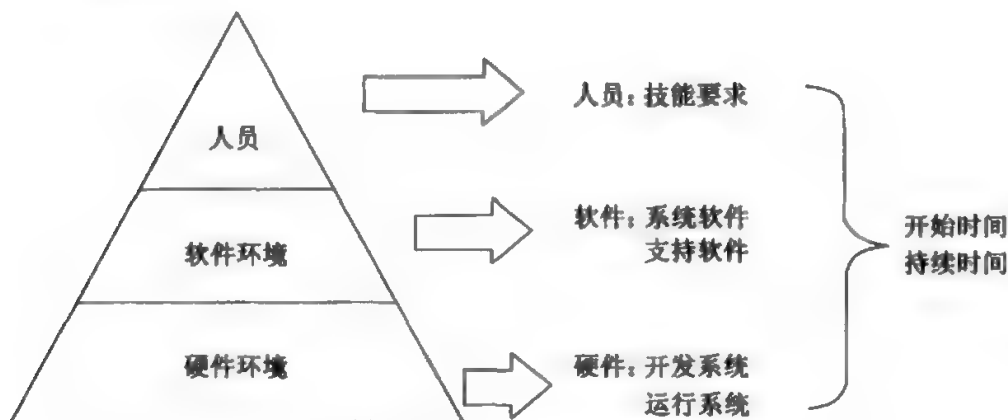 人员
软件环境
硬件环境
人员：技能要求
软件：系统软件
支持软件
硬件：开发系统
运行系统
开始时间
持续时间